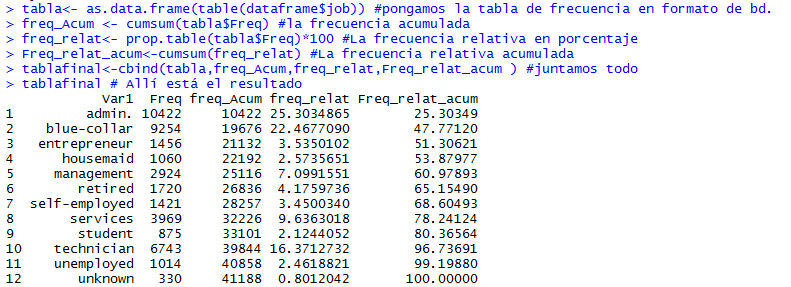 > tabla<- as.data.frame(table(dataframe$job)) #pongamos la tabla de frecuencia en formato de bd.
> freq_Acum <- cumsum(tabla$Freq) #la frecuencia acumulada
> freq_relat<- prop.table(tabla$Freq)*100 #La frecuencia relativa en porcentaje
> Freq_relat_acum<-cumsum(freq_relat) #La frecuencia relativa acumulada
> tablafinal<-cbind(tabla,freq_Acum,freq_relat,Freq_relat_acum ) #juntamos todo
> tablafinal # Allí está el resultado
Var1 Freq freq_Acum freq_relat Freq_relat_acum
1 admin. 10422 10422 25.3034865 25.30349
2 blue-collar 9254 19676 22.4677090 47.77120
3 entrepreneur 1456 21132 3.5350102 51.30621
4 housemaid 1060 22192 2.5735651 53.87977
5 management 2924 25116 7.0991551 60.97893
6 retired 1720 26836 4.1759736 65.15490
7 self-employed 1421 28257 3.4500340 68.60493
8 services 3969 32226 9.6363018 78.24124
9 student 875 33101 2.1244052 80.36564
10 technician 6743 39844 16.3712732 96.73691
11 unemployed 1014 40858 2.4618821 99.19880
12 unknown 330 41188 0.8012042 100.00000